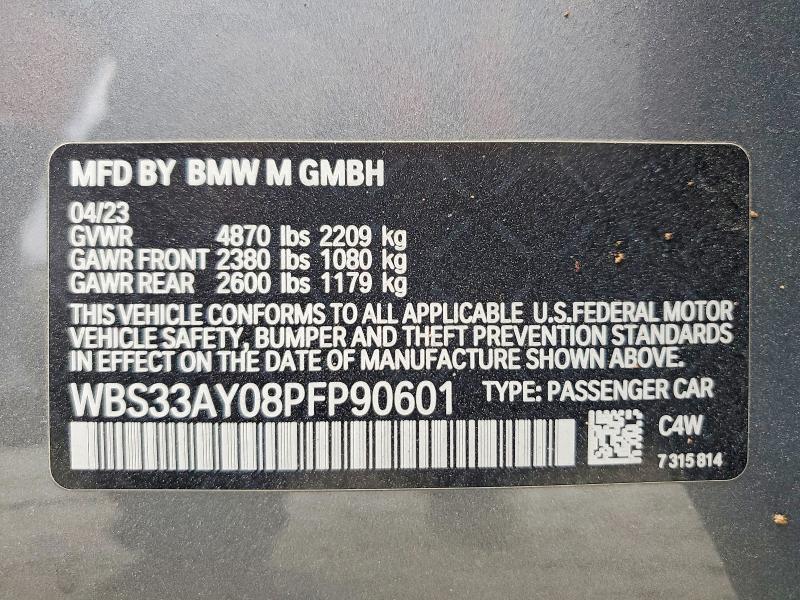 MFD BY BMW M GMBH
04/23
GVWR 4870 lbs 2209 kg
GAWR FRONT 2380 lbs 1080 kg
GAWR REAR 2600 lbs 1179 kg
THIS VEHICLE CONFORMS TO ALL APPLICABLE U.S.FEDERAL MOTOR
VEHICLE SAFETY, BUMPER AND THEFT PREVENTION STANDARDS
IN EFFECT ON THE DATE OF MANUFACTURE SHOWN ABOVE.
WBS33AY08PFP90601 TYPE: PASSENGER CAR
C4W
7 315 814